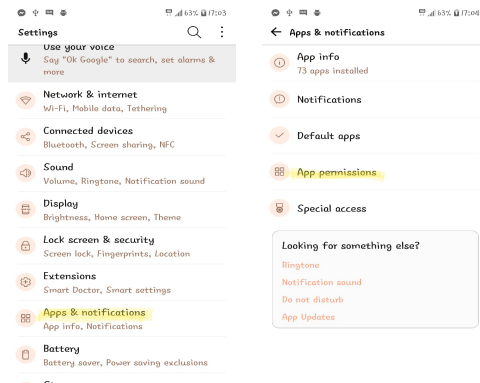 63% 17:03
Settings
Use your voice
Say "Ok Google" to search, set alarms &
more
Network & internet
Wi-Fi, Mobile data, Tethering
Connected devices
Bluetooth, Screen sharing, NFC
Sound
Volume, Ringtone, Notification sound
Display
Brightness, Home screen, Theme
Lock screen & security
Screen lock, Fingerprints, Location
Extensions
Smart Doctor, Smart settings
Apps & notifications
App info, Notifications
Battery
Battery saver, Power saving exclusions
63% 17:04
Apps & notifications
App info
73 apps installed
Notifications
Default apps
App permissions
Special access
Looking for something else?
Ringtone
Notification sound
Do not disturb
App Updates